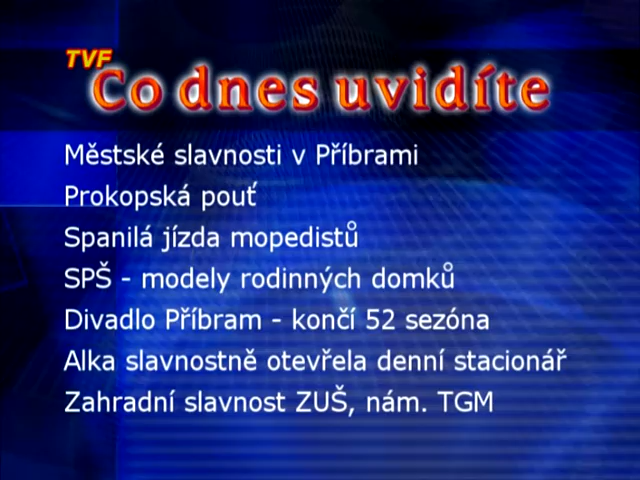 TVF
Co dnes uvidíte
Městské slavnosti v Příbrami
Prokopská pouť
Spanilá jízda mopedistů
SPŠ - modely rodinných domků
Divadlo Příbram - končí 52 sezóna
Alka slavnostně otevřela denní stacionář
Zahradní slavnost ZUŠ, nám. TGM